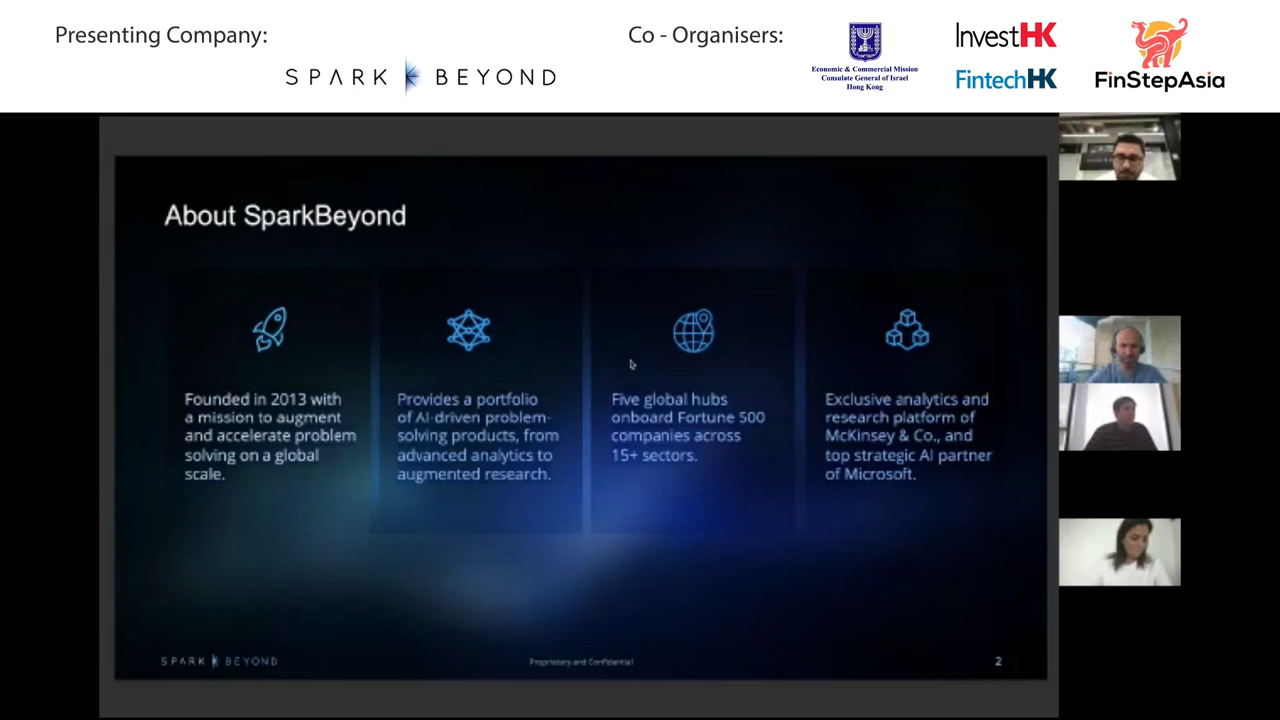 Presenting Company:
SPARK BEYOND
Co - Organisers:
Economic & Commercial Mission
Consulate General of Israel
Hong Kong
InvestHK
FintechHK
FinStepAsia
About SparkBeyond
Founded in 2013 with
a mission to augment
and accelerate problem
solving on a global
scale.
Provides a portfolio
of AI-driven problem-
solving products, from
advanced analytics to
augmented research.
Five global hubs
onboard Fortune 500
companies across
15+ sectors.
Exclusive analytics and
research platform of
McKinsey & Co., and
top strategic AI partner
of Microsoft.
SPARK BEYOND
Proprietary and Confidential
2